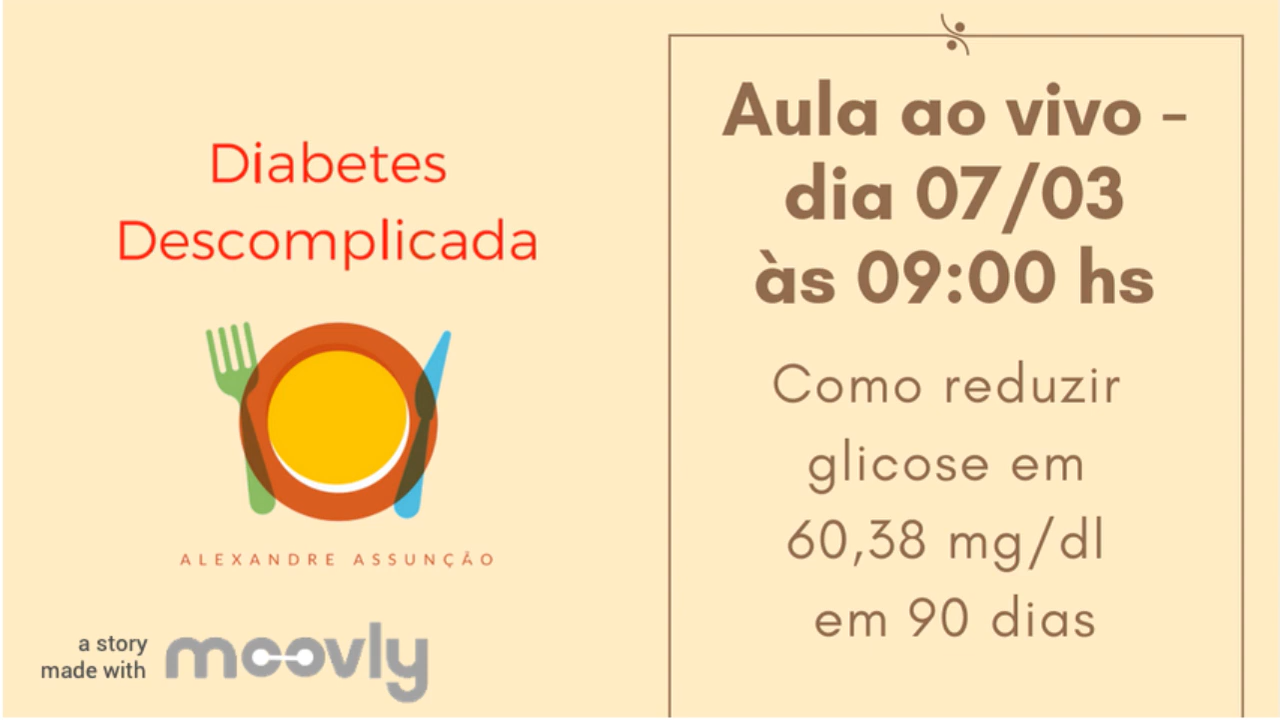 Diabetes
Descomplicada
ALEXANDRE ASSUNÇÃO
a story
made with
moovly
Aula ao vivo -
dia 07/03
às 09:00 hs
Como reduzir
glicose em
60,38 mg/dl
em 90 dias